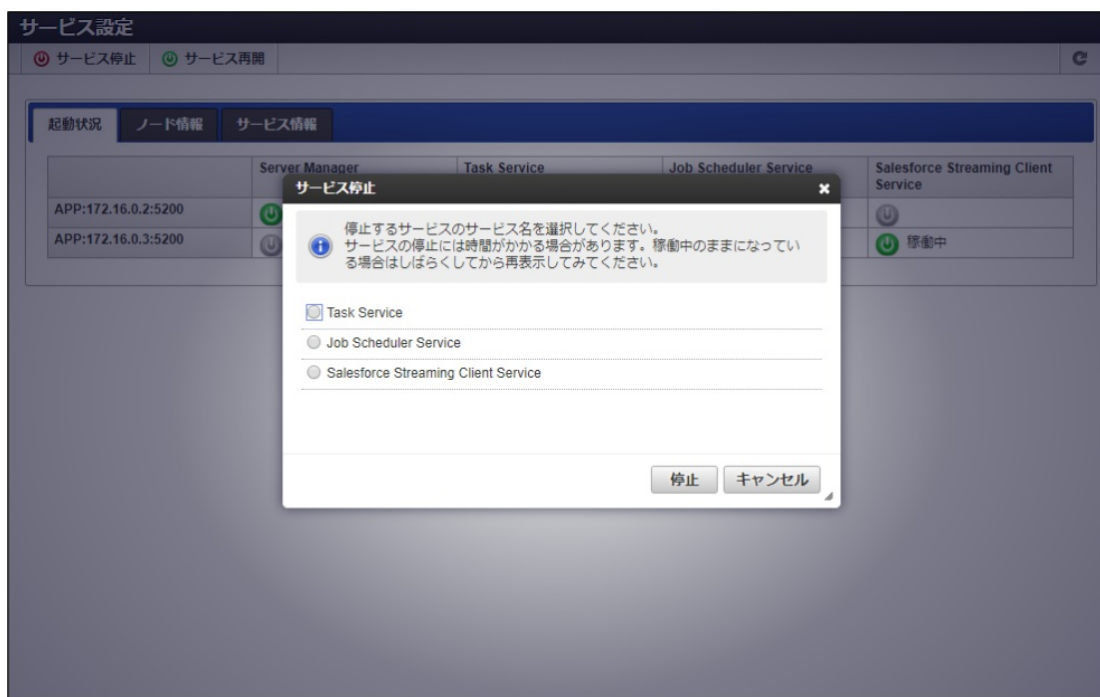 サービス設定
サービス停止 サービス再開
起動状況 ノード情報 サービス情報
Server Manager Task Service Job Scheduler Service Salesforce Streaming Client
Service
サービス停止
APP:172.16.0.2:5200
停止するサービスのサービス名を選択してください。
サービスの停止には時間がかかる場合があります。稼働中のままになってい
る場合はしばらくしてから再表示してみてください。
APP:172.16.0.3:5200 稼働中
Task Service
Job Scheduler Service
Salesforce Streaming Client Service
停止 キャンセル